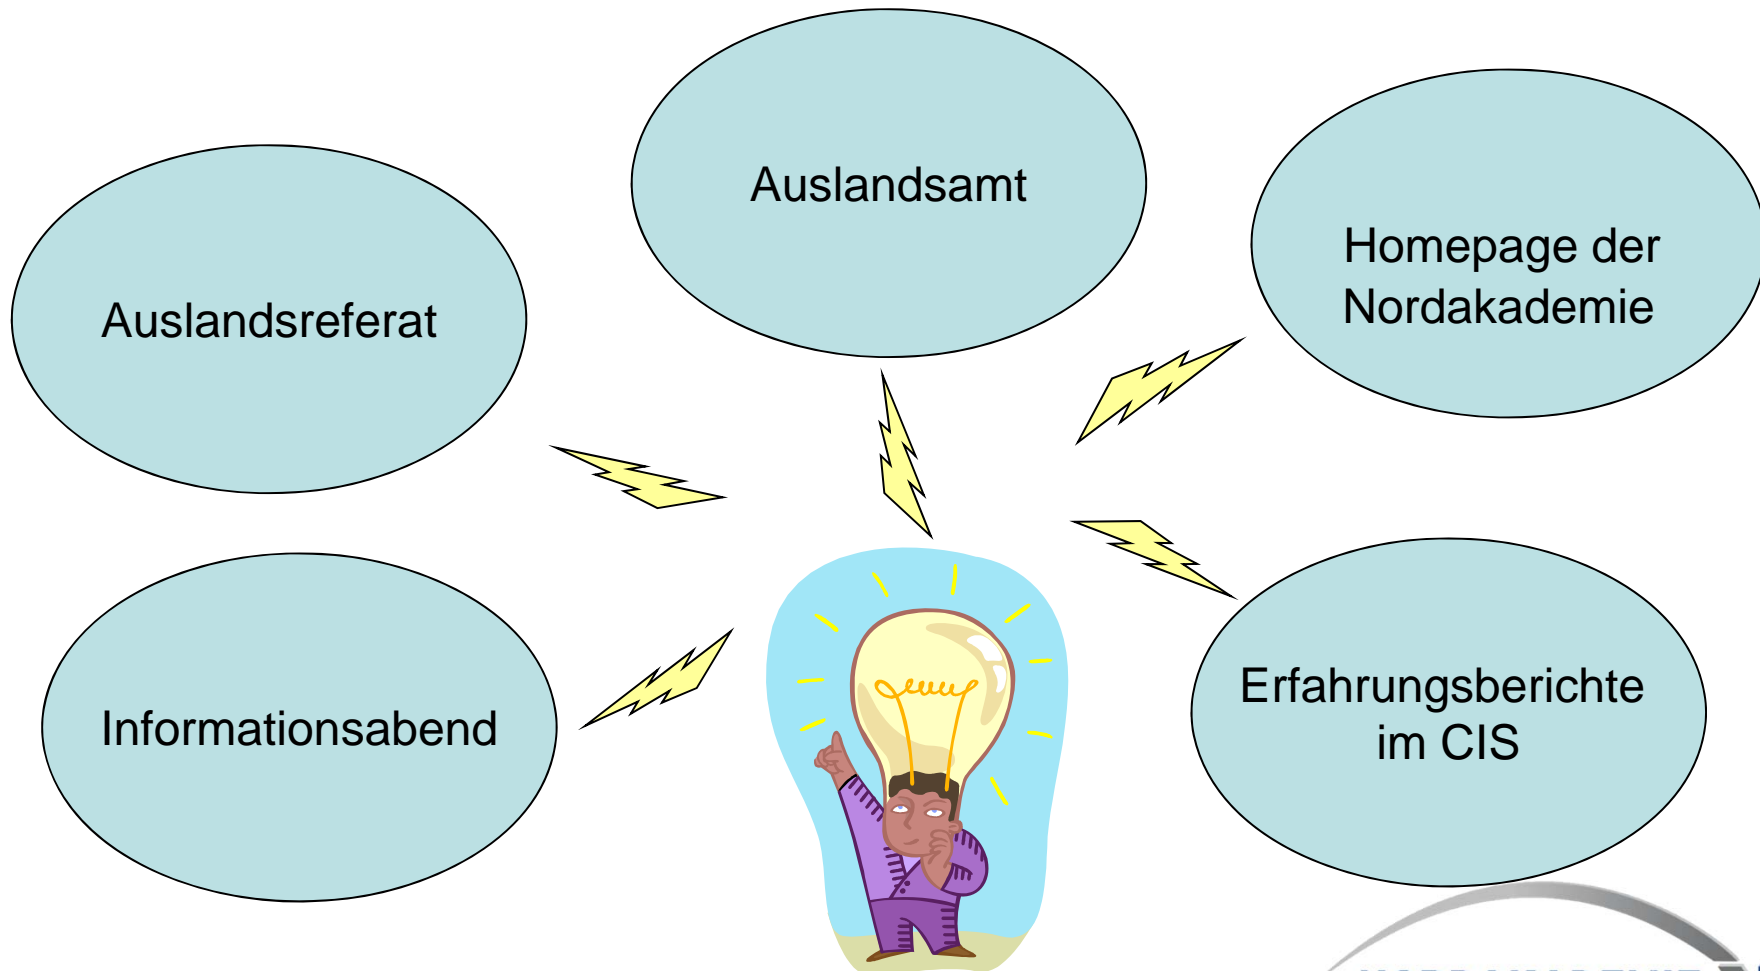 Auslandsamt
Homepage der
Nordakademie
Auslandsreferat
Erfahrungsberichte
im CIS
Informationsabend